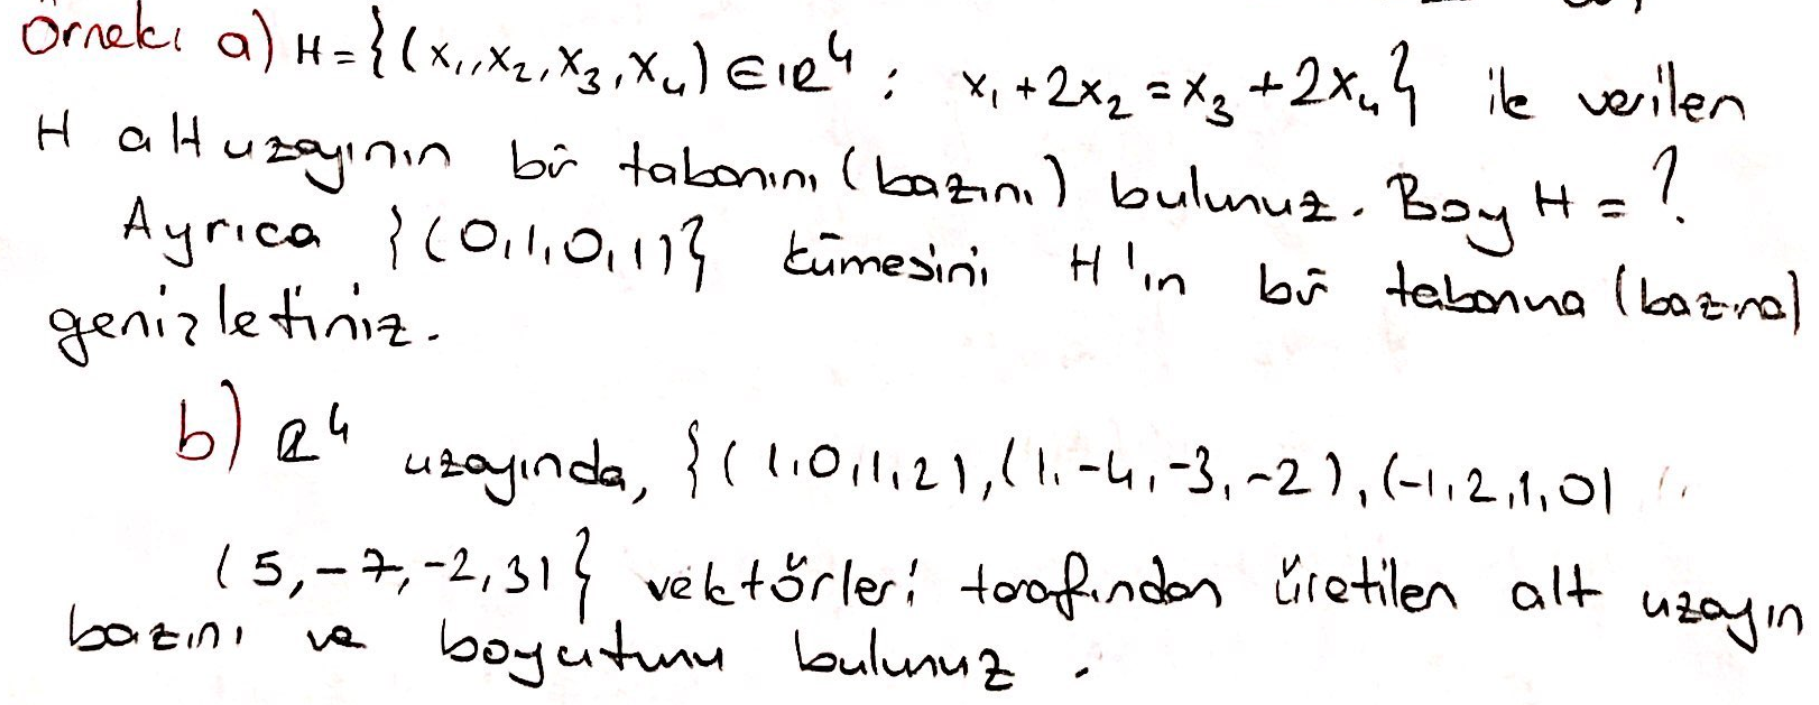 Örnek: a) H = {(x₁,x₂,x₃,x₄) ∈ IR⁴ : x₁+2x₂ = x₃+2x₄} ile verilen
H alt uzayının bir tabanını (bazını) bulunuz. Boy H = ?
Ayrıca {(0,1,0,1)} kümesini H'ın bir tabanına (bazına)
genişletiniz.
b) R⁴ uzayında, {(1,0,1,2), (1,-4,-3,-2), (-1,2,1,0)
(5,-7,-2,3)} vektörleri tarafından üretilen alt uzayın
bazını ve boyutunu bulunuz.